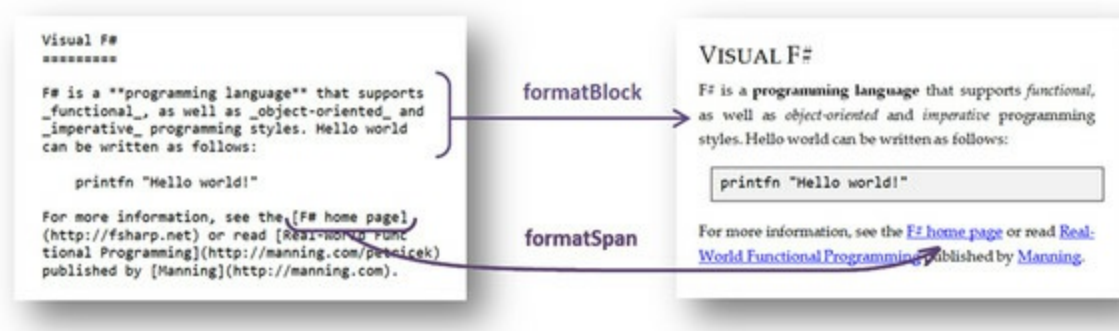 Visual F#
=========
F# is a **programming language** that supports
_functional_, as well as _object-oriented_ and
_imperative_ programming styles. Hello world
can be written as follows:
printfn "Hello world!"
For more information, see the [F# home page]
(http://fsharp.net) or read [Real-World Func
tional Programming](http://manning.com/petricek)
published by [Manning](http://manning.com).
formatBlock
formatSpan
VISUAL F#
F# is a programming language that supports functional,
as well as object-oriented and imperative programming
styles. Hello world can be written as follows:
printfn "Hello world!"
For more information, see the F# home page or read Real-
World Functional Programming published by Manning.